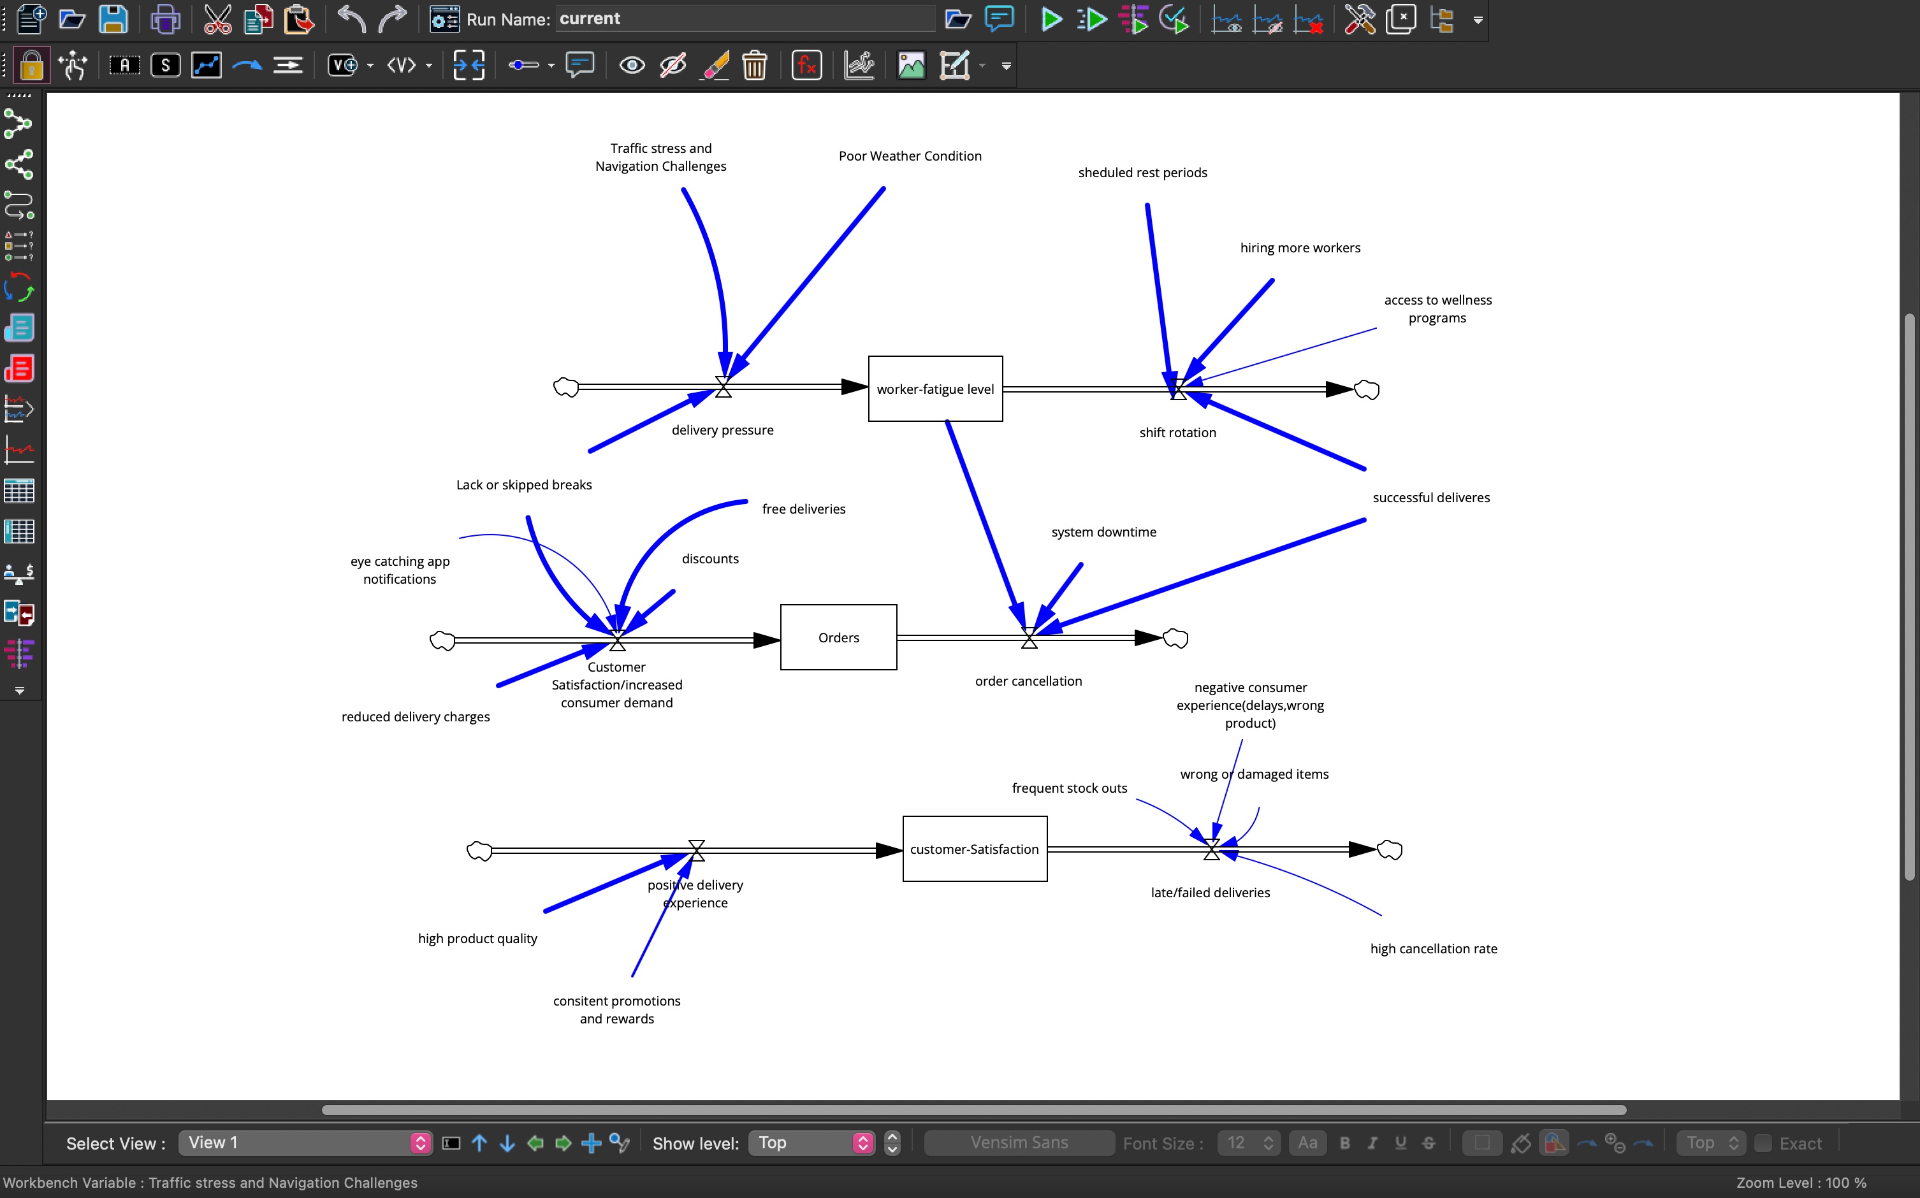 Run Name: current
Traffic stress and
Navigation Challenges
Poor Weather Condition
sheduled rest periods
hiring more workers
access to wellness
programs
worker-fatigue level
delivery pressure
shift rotation
Lack or skipped breaks
free deliveries
successful deliveres
system downtime
discounts
eye catching app
notifications
Orders
Customer
Satisfaction/increased
consumer demand
order cancellation
negative consumer
experience(delays,wrong
product)
reduced delivery charges
wrong or damaged items
frequent stock outs
customer-Satisfaction
positive delivery
experience
late/failed deliveries
high product quality
high cancellation rate
consitent promotions
and rewards
Select View : View 1 Show level: Top Vensim Sans Font Size : 12 Aa B I U S Top Exact
Workbench Variable : Traffic stress and Navigation Challenges Zoom Level : 100 %